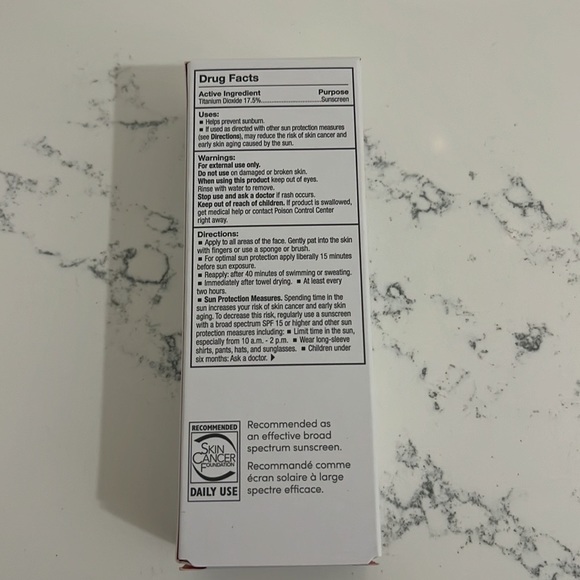 Drug Facts
Active Ingredient Purpose
Titanium Dioxide 17.5%.......................Sunscreen
Uses:
▪ Helps prevent sunburn.
▪ If used as directed with other sun protection measures
(see Directions), may reduce the risk of skin cancer and
early skin aging caused by the sun.
Warnings:
For external use only.
Do not use on damaged or broken skin.
When using this product keep out of eyes.
Rinse with water to remove.
Stop use and ask a doctor if rash occurs.
Keep out of reach of children. If product is swallowed,
get medical help or contact Poison Control Center
right away.
Directions:
▪ Apply to all areas of the face. Gently pat into the skin
with fingers or use a sponge or brush.
▪ For optimal sun protection apply liberally 15 minutes
before sun exposure.
▪ Reapply: after 40 minutes of swimming or sweating.
▪ Immediately after towel drying. ▪ At least every
two hours.
▪ Sun Protection Measures. Spending time in the
sun increases your risk of skin cancer and early skin
aging. To decrease this risk, regularly use a sunscreen
with a broad spectrum SPF 15 or higher and other sun
protection measures including: ▪ Limit time in the sun,
especially from 10 a.m. - 2 p.m. ▪ Wear long-sleeve
shirts, pants, hats, and sunglasses. ▪ Children under
six months: Ask a doctor.
RECOMMENDED
SKIN
CANCER
FOUNDATION
DAILY USE
Recommended as
an effective broad
spectrum sunscreen.
Recommandé comme
écran solaire à large
spectre efficace.